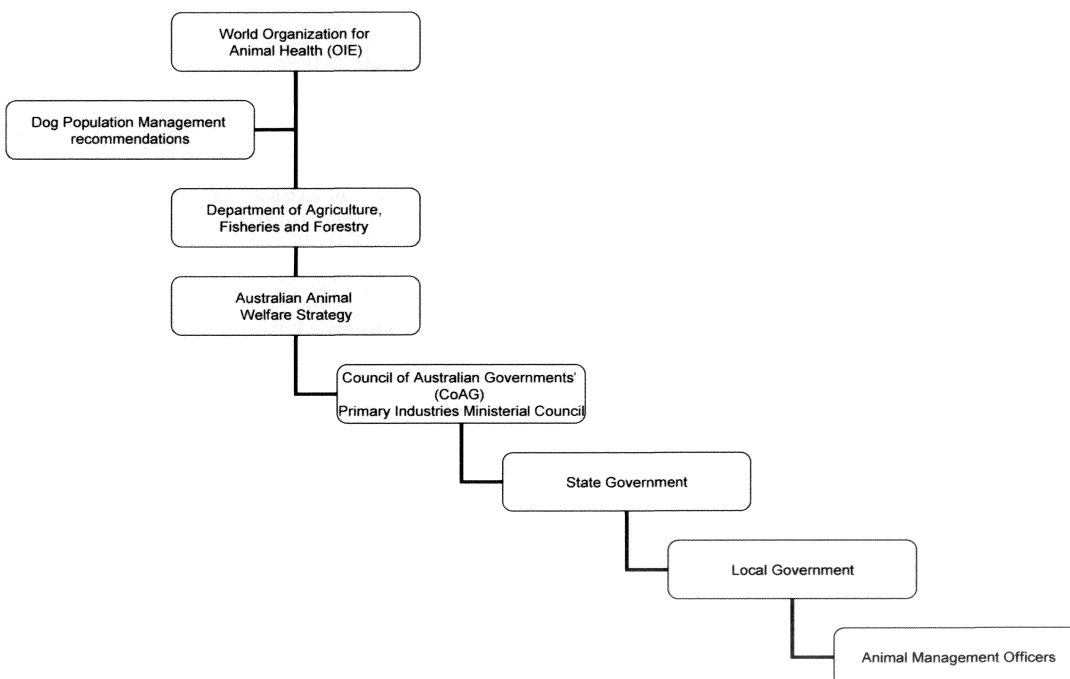 World Organization for
Animal Health (OIE)
Dog Population Management
recommendations
Department of Agriculture,
Fisheries and Forestry
Australian Animal
Welfare Strategy
Council of Australian Governments'
(CoAG)
Primary Industries Ministerial Council
State Government
Local Government
Animal Management Officers